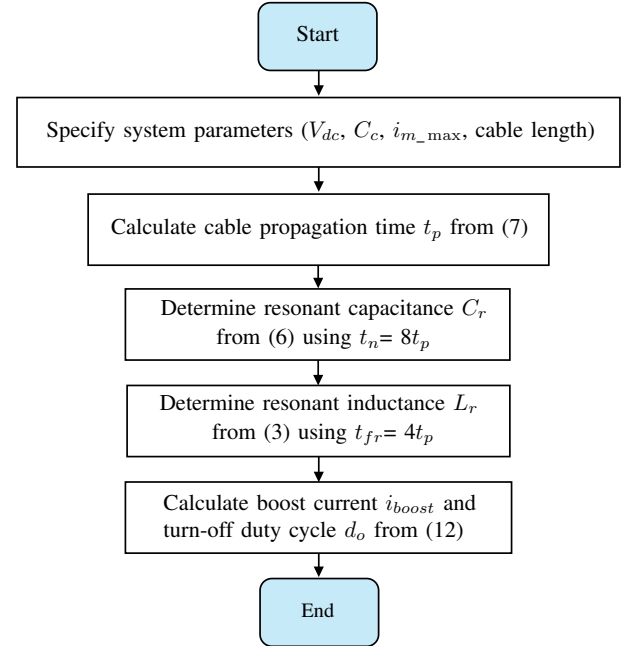 Start
Specify system parameters (V_dc, C_c, i_m_max, cable length)
Calculate cable propagation time t_p from (7)
Determine resonant capacitance C_r
from (6) using t_n= 8t_p
Determine resonant inductance L_r
from (3) using t_fr= 4t_p
Calculate boost current i_boost and
turn-off duty cycle d_o from (12)
End